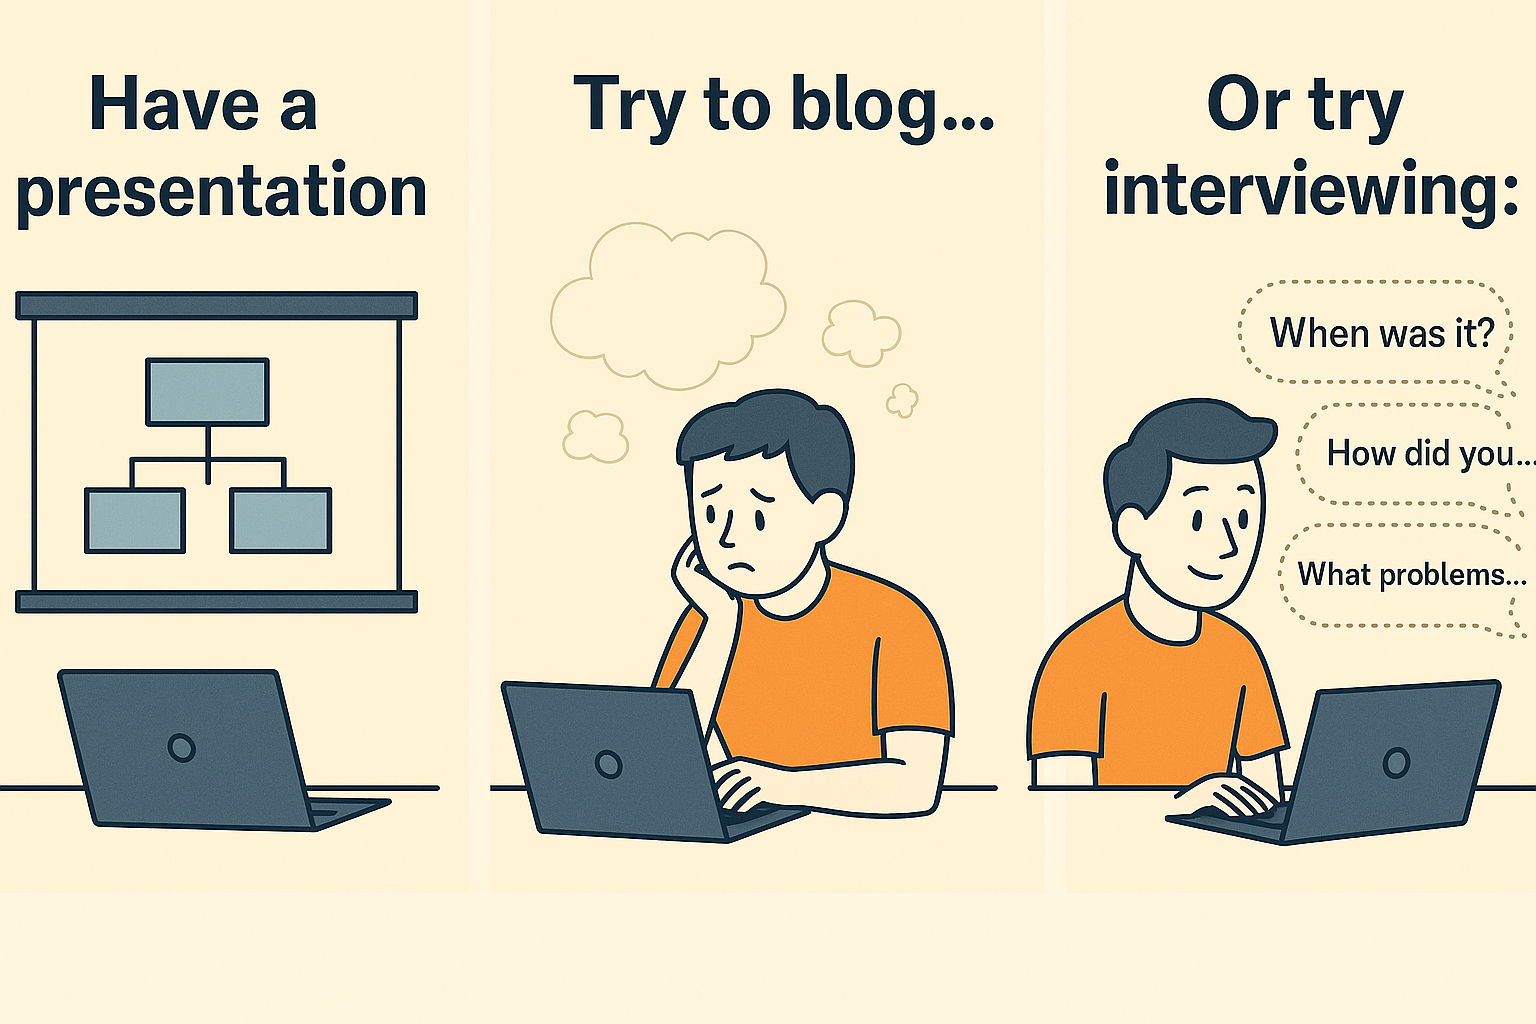 Have a
presentation
Try to blog...
Or try
interviewing:
When was it?
How did you...
What problems...